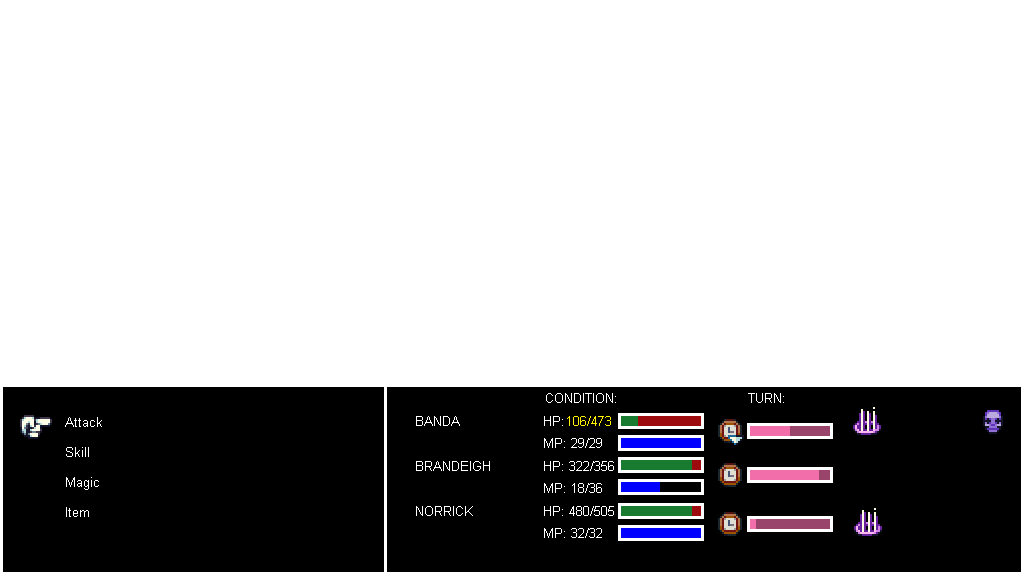 CONDITION: TURN:
Attack
Skill
Magic
Item
BANDA HP:106/473
MP: 29/29
BRANDEIGH HP: 322/356
MP: 18/36
NORRICK HP: 480/505
MP: 32/32